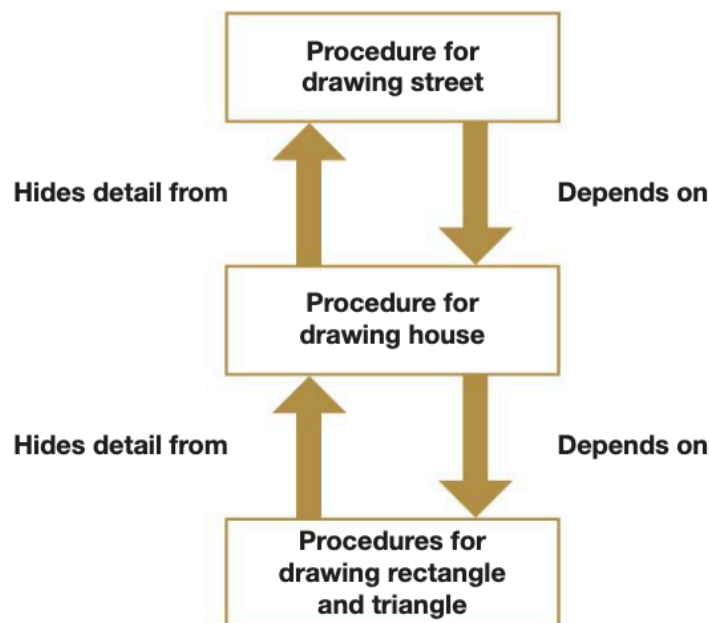 Procedure for
drawing street
Hides detail from
Depends on
Procedure for
drawing house
Hides detail from
Depends on
Procedures for
drawing rectangle
and triangle